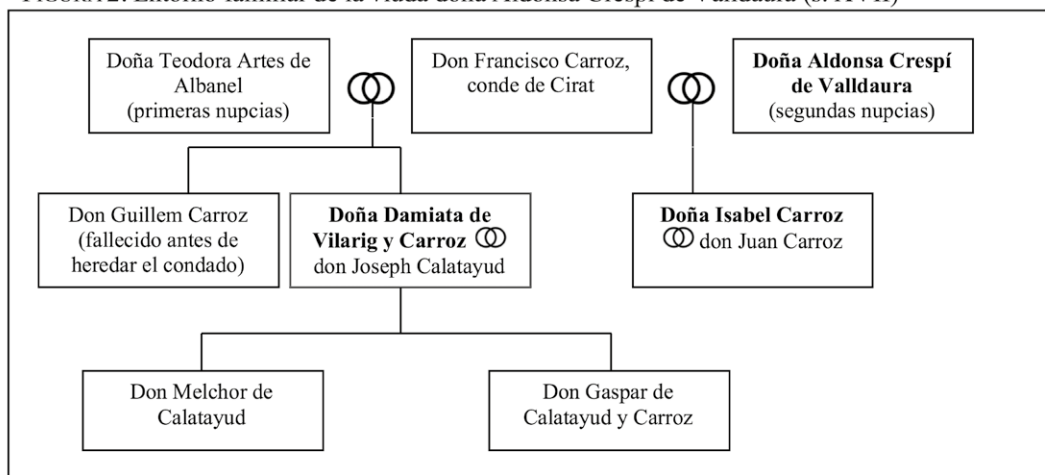 FIGURA 2. Entorno familiar de la viuda doña Aldonsa Crespí de Valldaura (s. XVII)
Doña Teodora Artes de
Albanel
(primeras nupcias)
Don Francisco Carroz,
conde de Cirat
Doña Aldonsa Crespí
de Valldaura
(segundas nupcias)
Don Guillem Carroz
(fallecido antes de
heredar el condado)
Doña Damiata de
Vilarig y Carroz
don Joseph Calatayud
Doña Isabel Carroz
don Juan Carroz
Don Melchor de
Calatayud
Don Gaspar de
Calatayud y Carroz